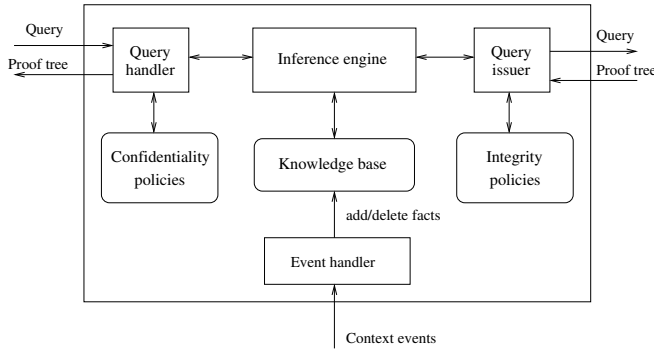 Query
Proof tree
Query
handler
Inference engine
Query
issuer
Query
Proof tree
Confidentiality
policies
Knowledge base
Integrity
policies
add/delete facts
Event handler
Context events